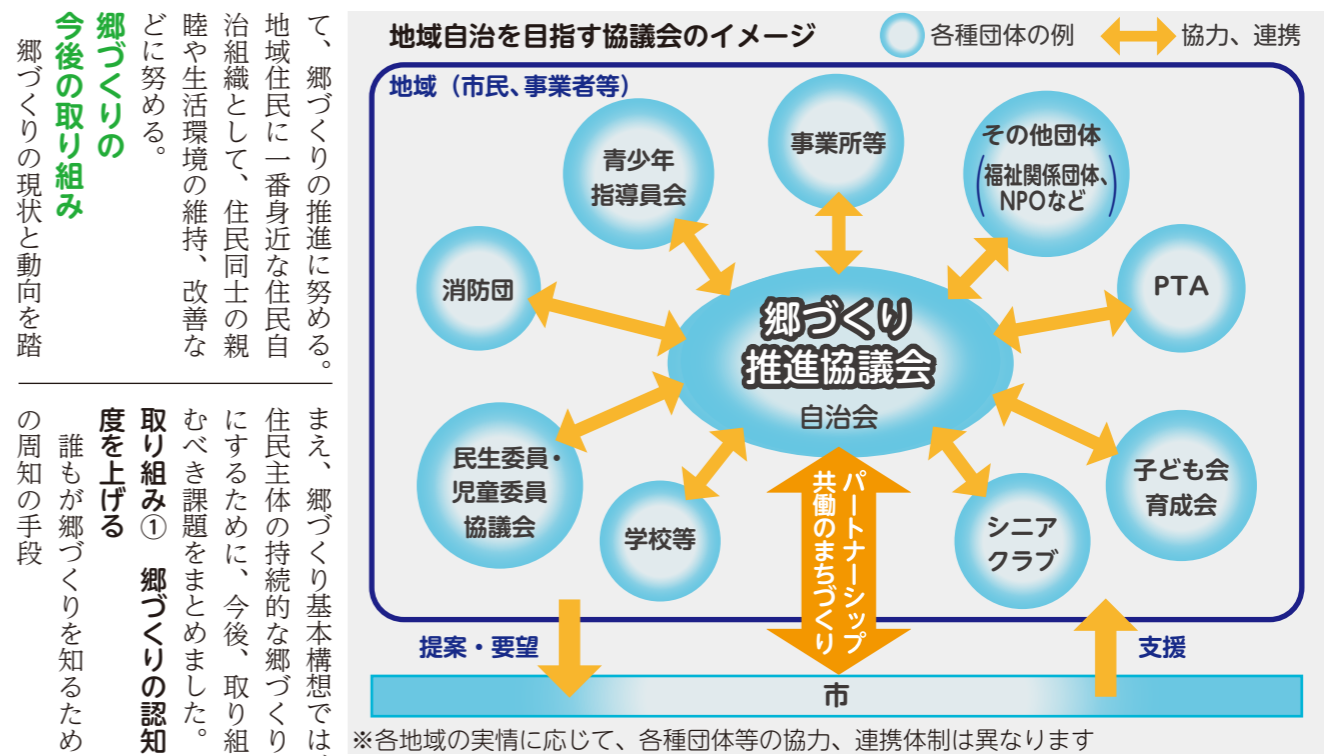 て、郷づくりの推進に努める。
地域住民に一番身近な住民自
治組織として、住民同士の親
睦や生活環境の維持、改善な
どに努める。
郷づくりの
今後の取り組み
郷づくりの現状と動向を踏
まえ、郷づくり基本構想では、
住民主体の持続的な郷づくり
にするために、今後、取り組
むべき課題をまとめました。
取り組み① 郷づくりの認知
度を上げる
誰もが郷づくりを知るため
の周知の手段
地域自治を目指す協議会のイメージ
各種団体の例
協力、連携
地域（市民、事業者等）
青少年
指導員会
事業所等
その他団体
（福祉関係団体、
NPOなど）
消防団
PTA
郷づくり
推進協議会
自治会
民生委員・
児童委員
協議会
学校等
シニア
クラブ
子ども会
育成会
パートナーシップ
共働のまちづくり
提案・要望
支援
市
※各地域の実情に応じて、各種団体等の協力、連携体制は異なります